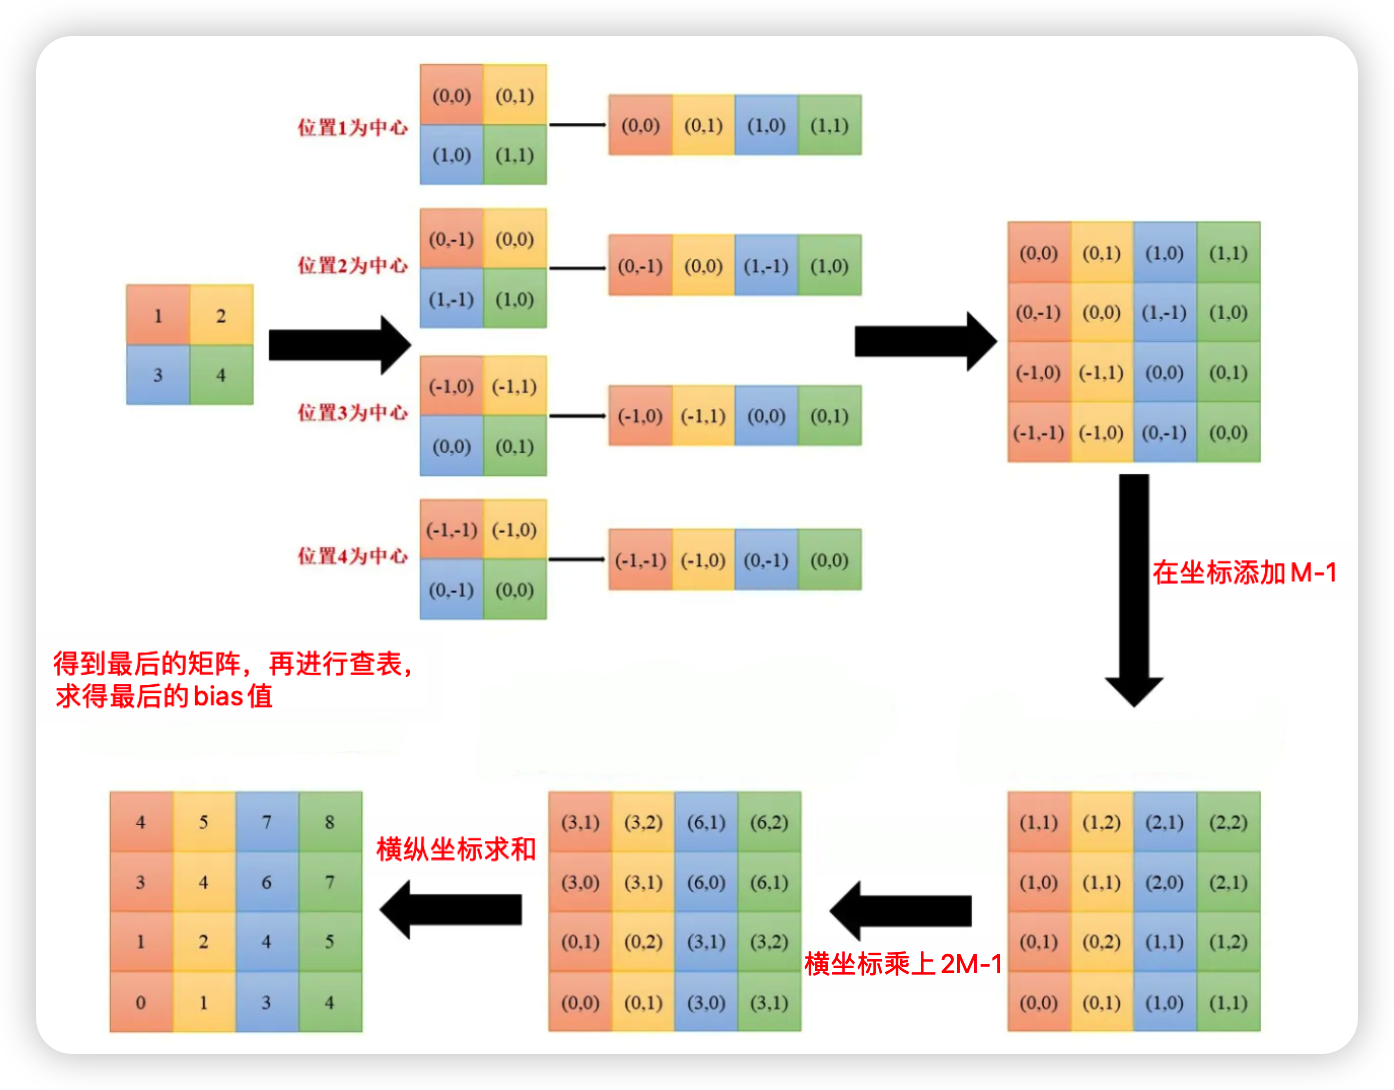 位置1为中心
(0,0) (0,1)
(1,0) (1,1)
(0,0) (0,1) (1,0) (1,1)
位置2为中心
(0,-1) (0,0)
(1,-1) (1,0)
(0,-1) (0,0) (1,-1) (1,0)
1 2
3 4
位置3为中心
(-1,0) (-1,1)
(0,0) (0,1)
(-1,0) (-1,1) (0,0) (0,1)
位置4为中心
(-1,-1) (-1,0)
(0,-1) (0,0)
(-1,-1) (-1,0) (0,-1) (0,0)
(0,0) (0,1) (1,0) (1,1)
(0,-1) (0,0) (1,-1) (1,0)
(-1,0) (-1,1) (0,0) (0,1)
(-1,-1) (-1,0) (0,-1) (0,0)
在坐标添加M-1
(1,1) (1,2) (2,1) (2,2)
(1,0) (1,1) (2,0) (2,1)
(0,1) (0,2) (1,1) (1,2)
(0,0) (0,1) (1,0) (1,1)
横坐标乘上2M-1
(3,1) (3,2) (6,1) (6,2)
(3,0) (3,1) (6,0) (6,1)
(0,1) (0,2) (3,1) (3,2)
(0,0) (0,1) (3,0) (3,1)
横纵坐标求和
得到最后的矩阵，再进行查表，
求得最后的bias值
4 5 7 8
3 4 6 7
1 2 4 5
0 1 3 4